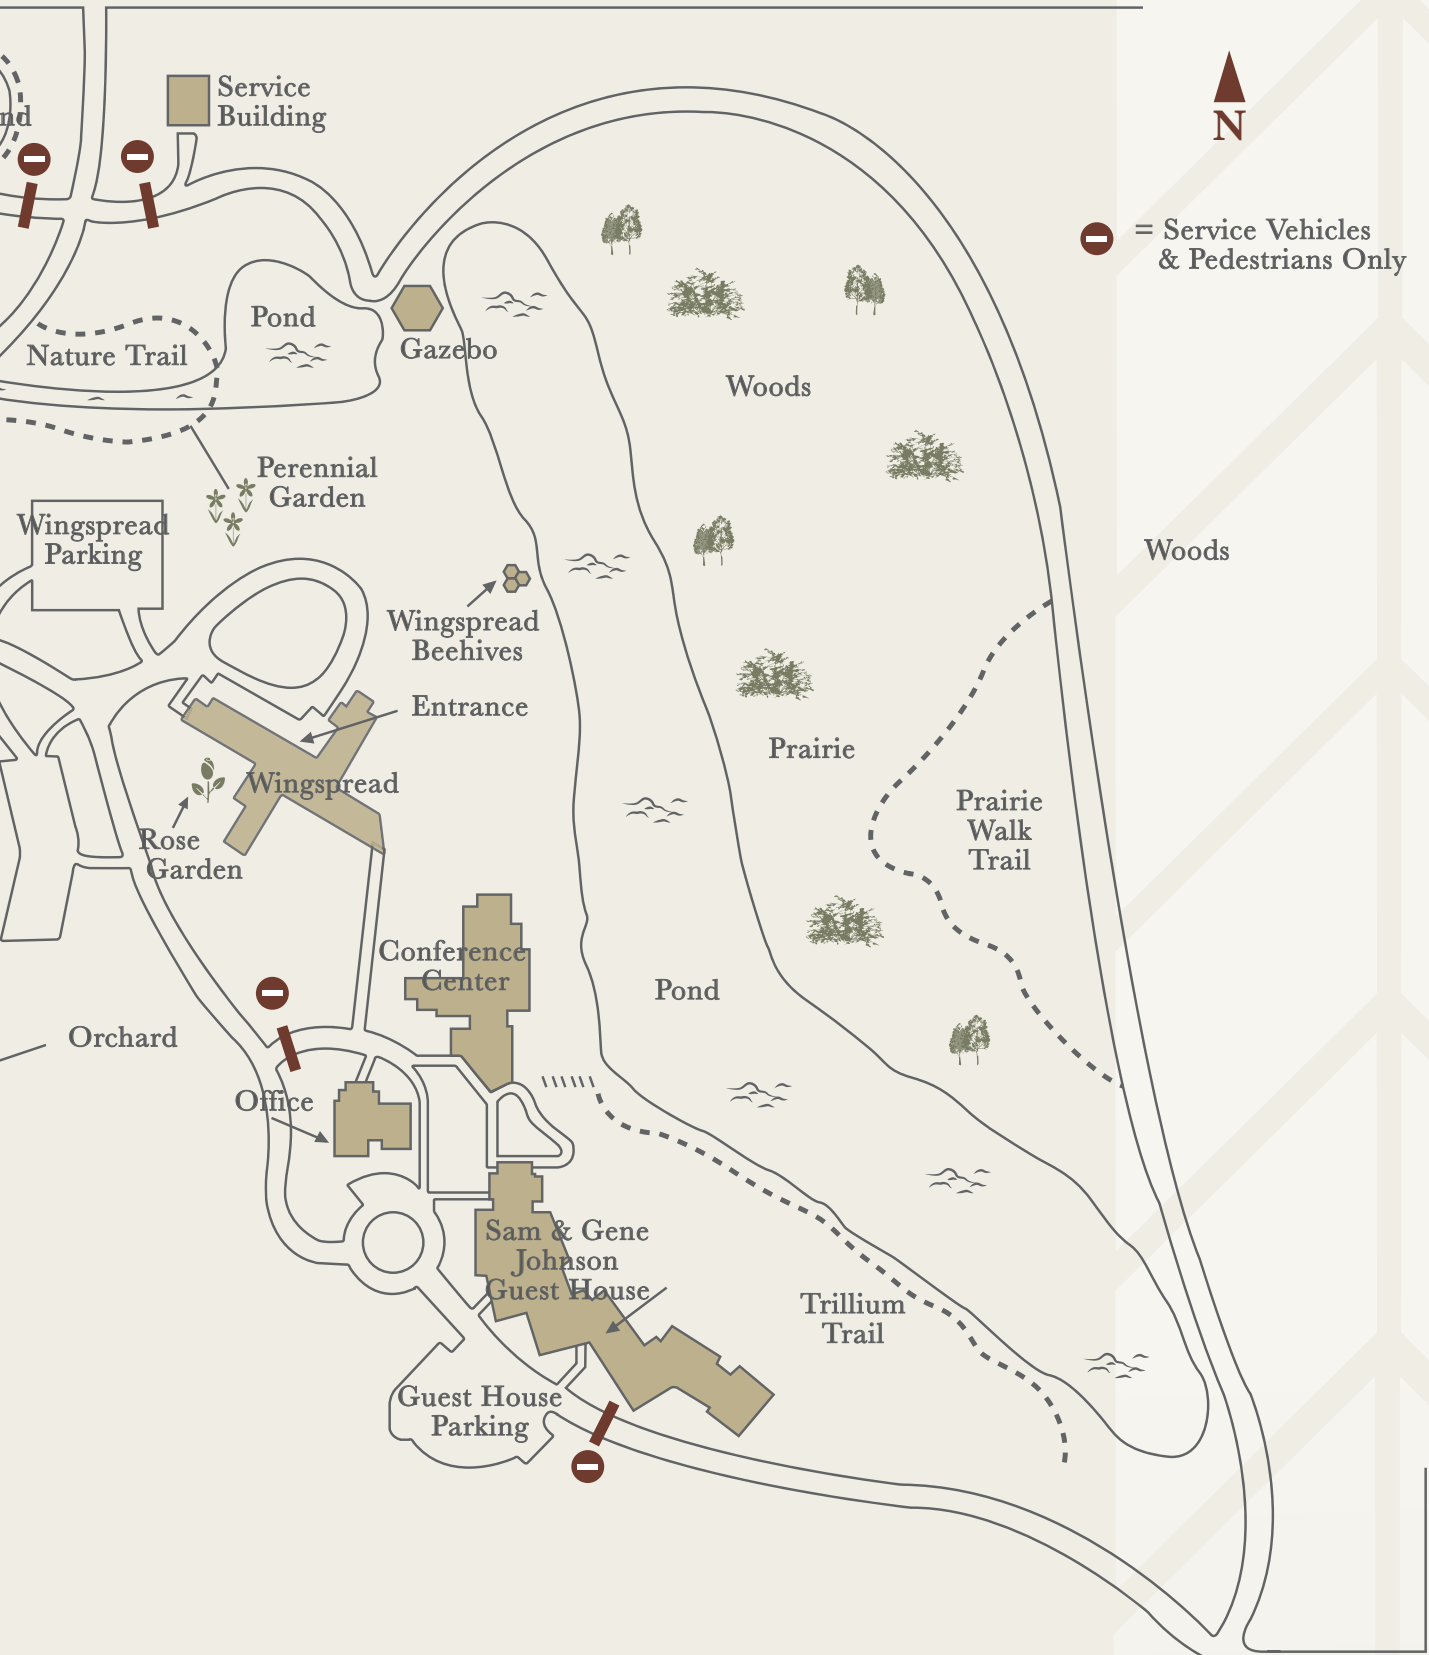 Service
Building
nd
N
= Service Vehicles
& Pedestrians Only
Pond
Gazebo
Nature Trail
Woods
Perennial
Garden
Wingspread
Parking
Woods
Wingspread
Beehives
Entrance
Prairie
Wingspread
Prairie
Walk
Trail
Rose
Garden
Conference
Center
Pond
Orchard
Office
Sam & Gene
Johnson
Guest House
Trillium
Trail
Guest House
Parking